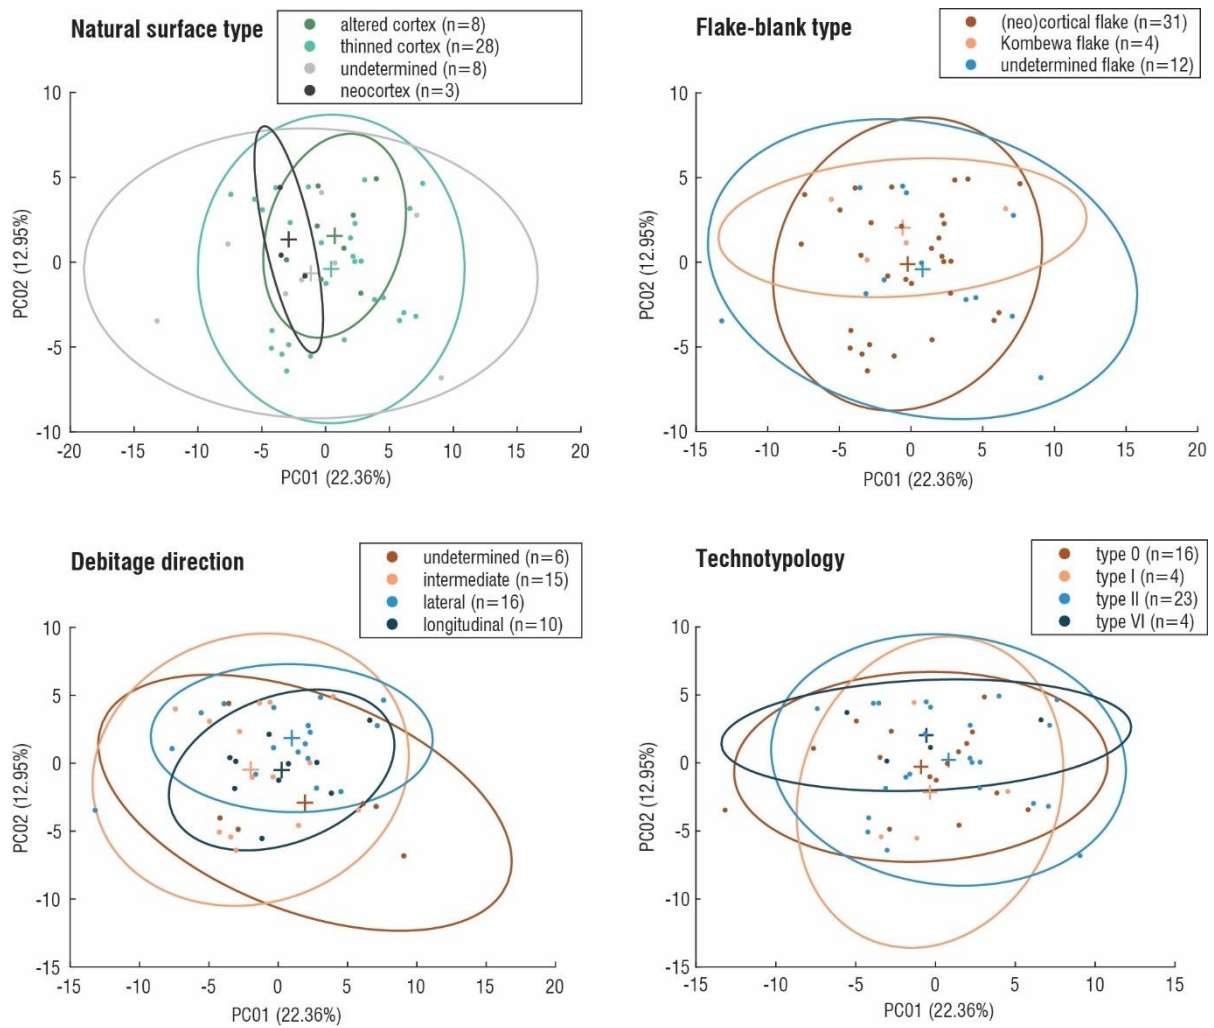 Natural surface type
altered cortex (n=8)
thinned cortex (n=28)
undetermined (n=8)
neocortex (n=3)
10
5
0
-5
-10
PC02 (12.95%)
-20 -15 -10 -5 0 5 10 15 20
PC01 (22.36%)
Flake-blank type
(neo)cortical flake (n=31)
Kombewa flake (n=4)
undetermined flake (n=12)
10
5
0
-5
-10
PC02 (12.95%)
-15 -10 -5 0 5 10 15 20
PC01 (22.36%)
Debitage direction
undetermined (n=6)
intermediate (n=15)
lateral (n=16)
longitudinal (n=10)
10
5
0
-5
-10
-15
PC02 (12.95%)
-15 -10 -5 0 5 10 15 20
PC01 (22.36%)
Technotypology
type 0 (n=16)
type I (n=4)
type II (n=23)
type VI (n=4)
10
5
0
-5
-10
-15
PC02 (12.95%)
-15 -10 -5 0 5 10 15
PC01 (22.36%)